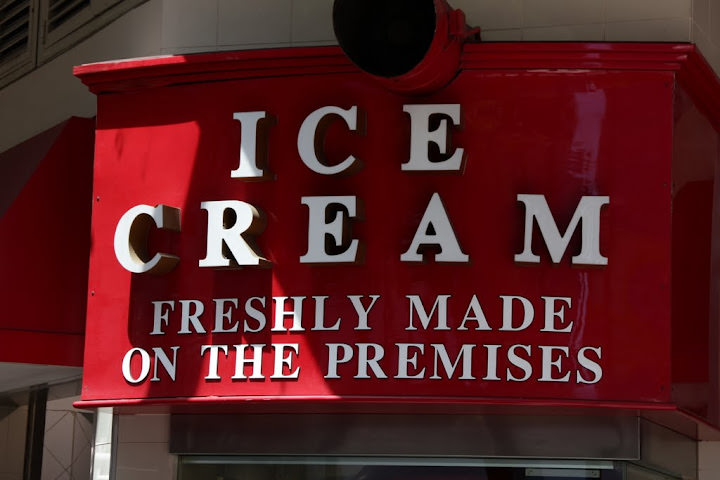 ICE
CREAM
FRESHLY MADE
ON THE PREMISES